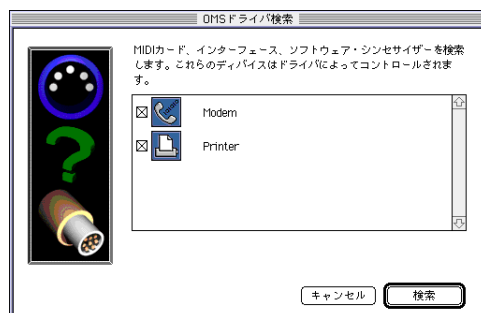 OMSドライバ検索
MIDIカード、インターフェース、ソフトウェア・シンセサイザーを検索
します。これらのディバイスはドライバによってコントロールされま
す。
Modem
Printer
キャンセル
検索